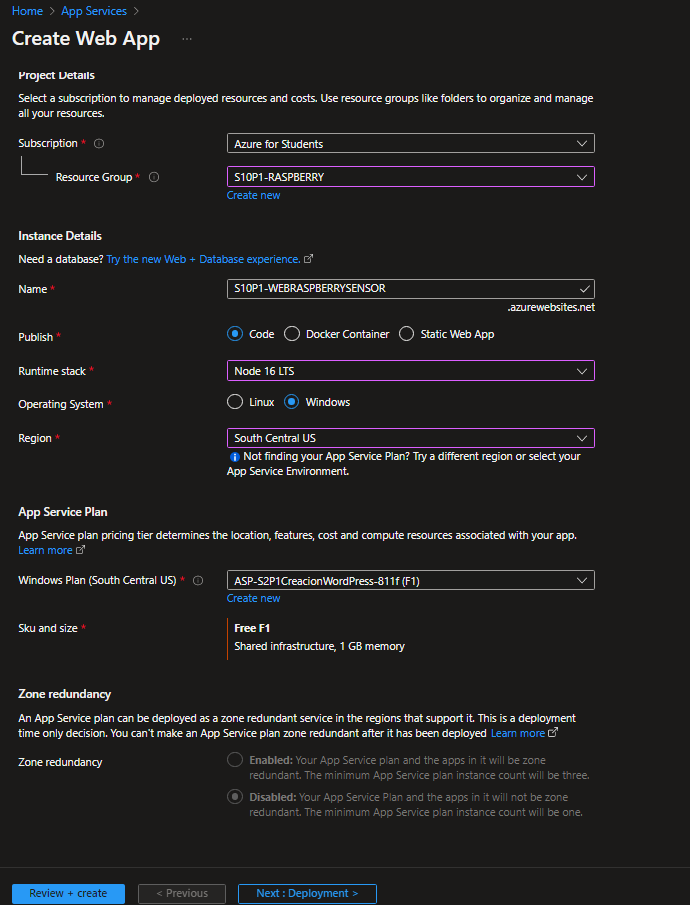 Home > App Services >
Create Web App ...
Project Details
Select a subscription to manage deployed resources and costs. Use resource groups like folders to organize and manage
all your resources.
Subscription *
Azure for Students
Resource Group *
S10P1-RASPBERRY
Create new
Instance Details
Need a database? Try the new Web + Database experience.
Name *
S10P1-WEBRASPBERRYSENSOR
.azurewebsites.net
Publish *
Code Docker Container Static Web App
Runtime stack *
Node 16 LTS
Operating System *
Linux Windows
Region *
South Central US
Not finding your App Service Plan? Try a different region or select your
App Service Environment.
App Service Plan
App Service plan pricing tier determines the location, features, cost and compute resources associated with your app.
Learn more
Windows Plan (South Central US) *
ASP-S2P1CreacionWordPress-811f (F1)
Create new
Sku and size *
Free F1
Shared infrastructure, 1 GB memory
Zone redundancy
An App Service plan can be deployed as a zone redundant service in the regions that support it. This is a deployment
time only decision. You can't make an App Service plan zone redundant after it has been deployed Learn more
Zone redundancy
Enabled: Your App Service plan and the apps in it will be zone
redundant. The minimum App Service plan instance count will be three.
Disabled: Your App Service Plan and the apps in it will not be zone
redundant. The minimum App Service plan instance count will be one.
Review + create
< Previous
Next : Deployment >